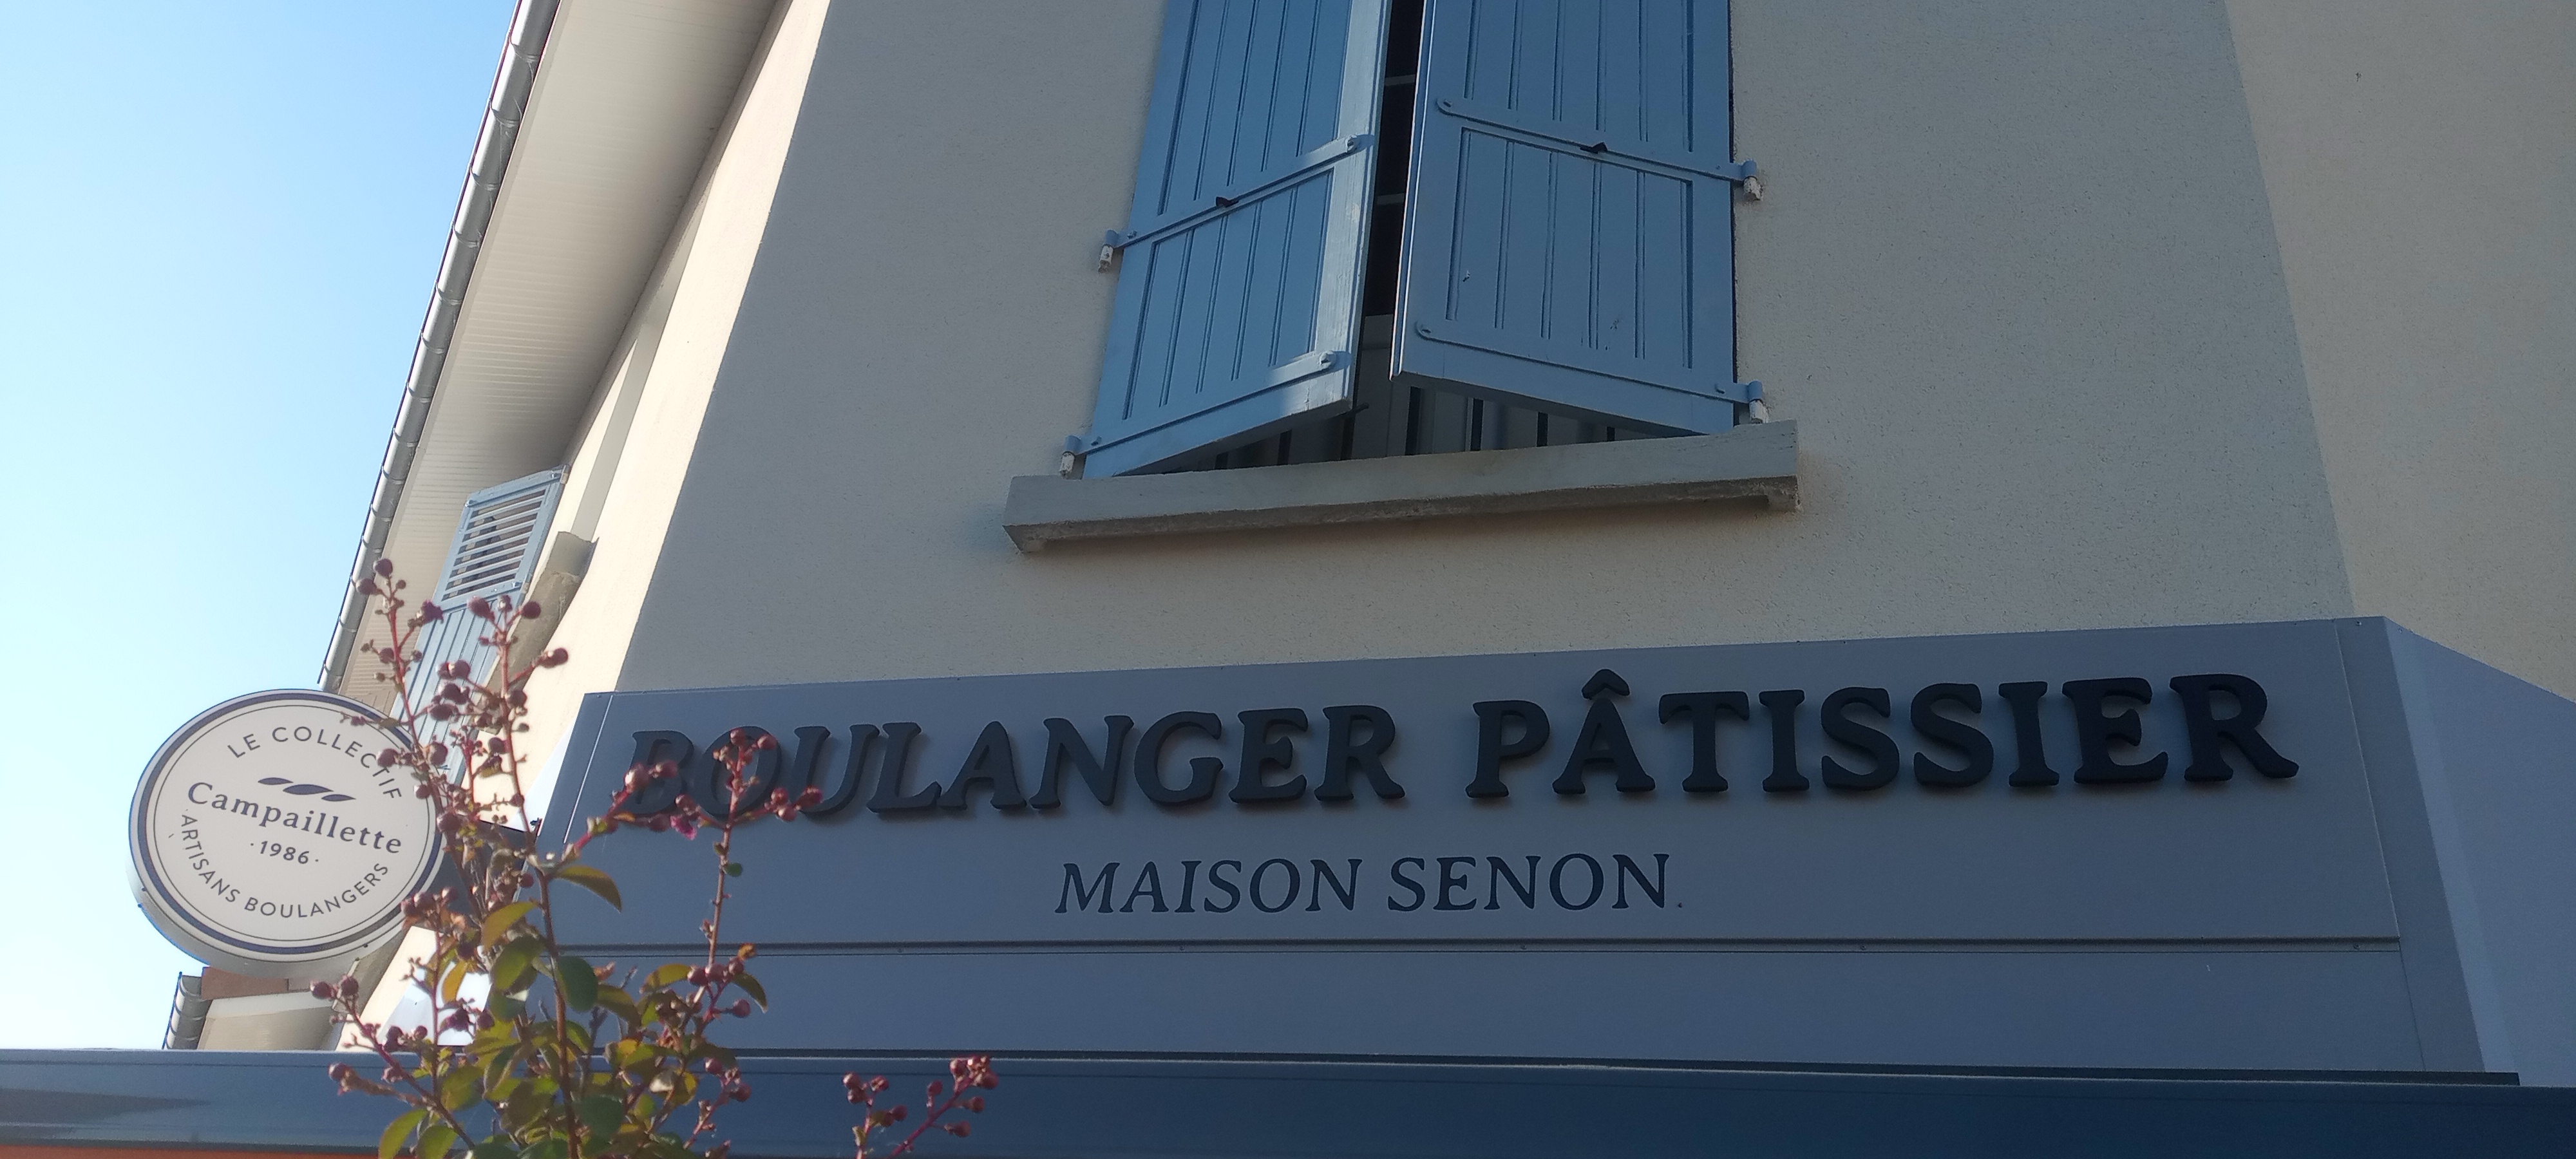 LE COLLECTIF
Campaillette
·1986·
ARTISANS BOULANGERS
BOULANGER PÂTISSIER
MAISON SENON